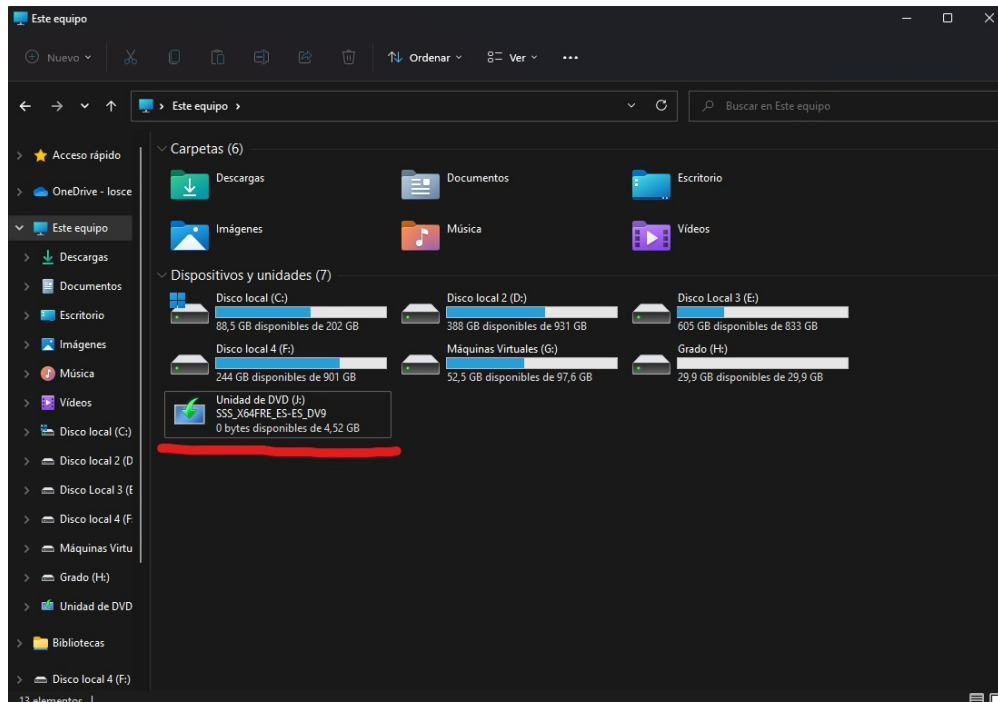 Este equipo
Nuevo
Ordenar
Ver
Este equipo
Buscar en Este equipo
Acceso rápido
OneDrive - losce
Este equipo
Descargas
Documentos
Escritorio
Imágenes
Música
Vídeos
Disco local (C:)
Disco local 2 (D
Disco Local 3 (E
Disco local 4 (F:
Máquinas Virtu
Grado (H:)
Unidad de DVD
Bibliotecas
Disco local 4 (F:)
Carpetas (6)
Descargas
Documentos
Escritorio
Imágenes
Música
Vídeos
Dispositivos y unidades (7)
Disco local (C:)
88,5 GB disponibles de 202 GB
Disco local 2 (D:)
388 GB disponibles de 931 GB
Disco Local 3 (E:)
605 GB disponibles de 833 GB
Disco local 4 (F:)
244 GB disponibles de 901 GB
Máquinas Virtuales (G:)
52,5 GB disponibles de 97,6 GB
Grado (H:)
29,9 GB disponibles de 29,9 GB
Unidad de DVD (J:)
SSS_X64FRE_ES-ES_DV9
0 bytes disponibles de 4,52 GB
13 elementos